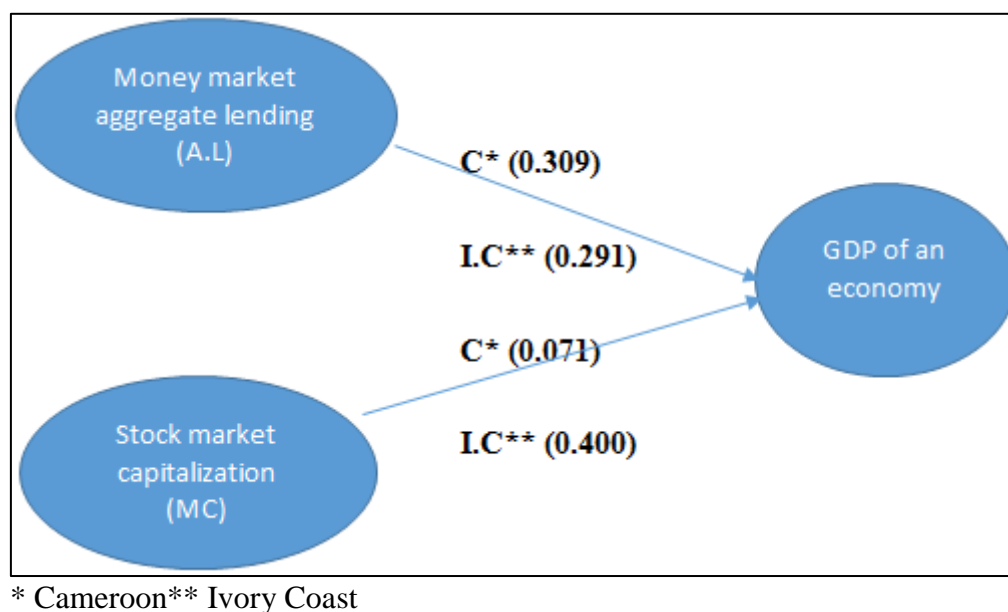 Money market
aggregate lending
(A.L)
C* (0.309)
I.C** (0.291)
GDP of an
economy
C* (0.071)
I.C** (0.400)
Stock market
capitalization
(MC)
* Cameroon** Ivory Coast